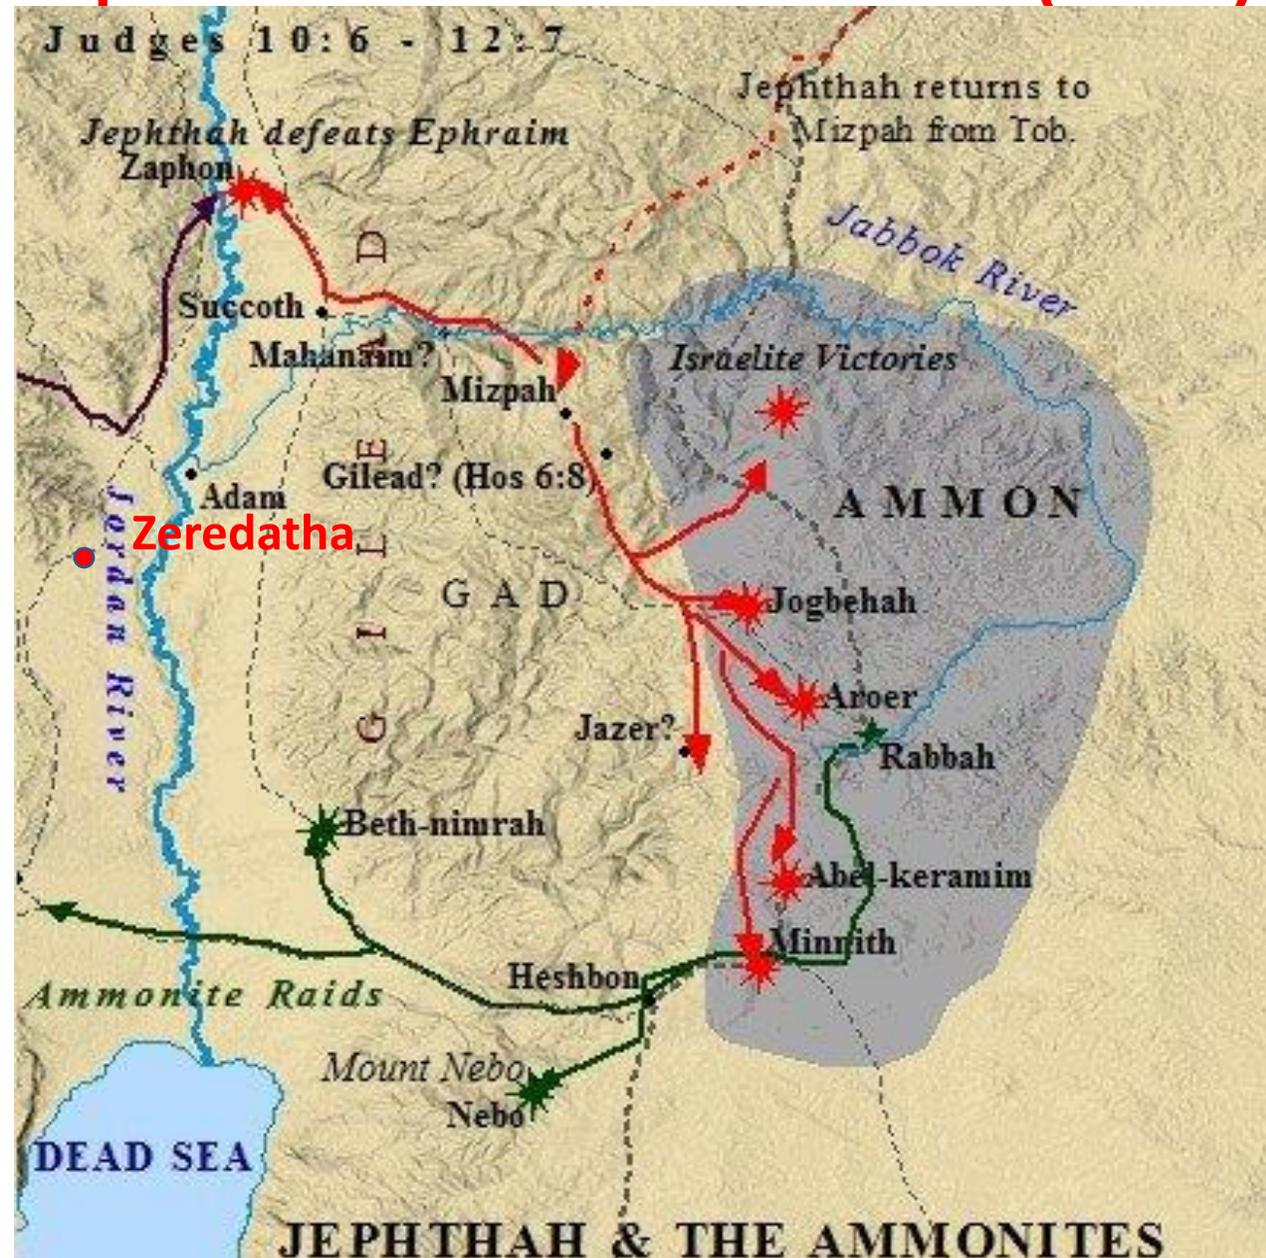 Judges 10:6 - 12:7
Jephthah returns to
Mizpah from Tob.
Jephthah defeats Ephraim
Zaphon
Jabbok River
Succoth
Mahanaim?
Israelite Victories
Mizpah
Gilead? (Hos 6:8)
AMMON
Adam
Zeredatha
Jordan River
GILEAD
GAD
Jogbehah
Aroer
Jazer?
Rabbah
Beth-nimrah
Abel-keramim
Minnith
Heshbon
Ammonite Raids
Mount Nebo
Nebo
DEAD SEA
JEPHTHAH & THE AMMONITES